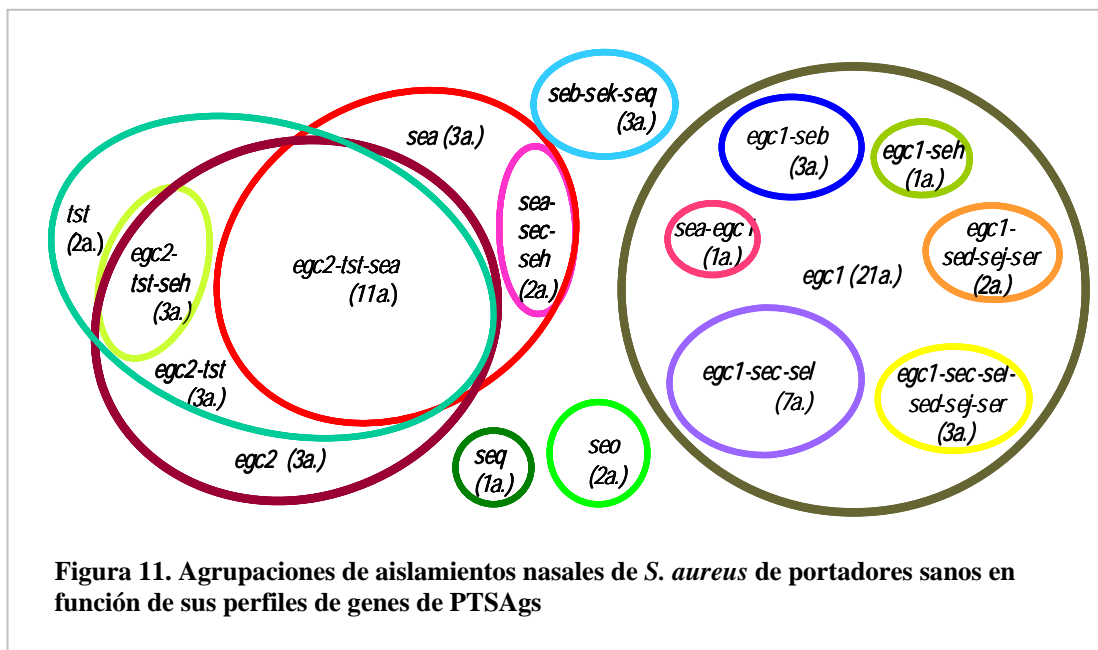 sea (3a.)
seb-sek-seq
(3a.)
egc1-seb
(3a.)
egc1-seh
(1a.)
tst
(2a.)
egc2-
tst-seh
(3a.)
egc2-tst-sea
(11a.)
sea-
sec-
seh
(2a.)
sea-egc1
(1a.)
egc1 (21a.)
egc1-
sed-sej-ser
(2a.)
egc2-tst
(3a.)
egc1-sec-sel
(7a.)
egc1-sec-sel-
sed-sej-ser
(3a.)
egc2 (3a.)
seq
(1a.)
seo
(2a.)
Figura 11. Agrupaciones de aislamientos nasales de S. aureus de portadores sanos en
función de sus perfiles de genes de PTSAgs